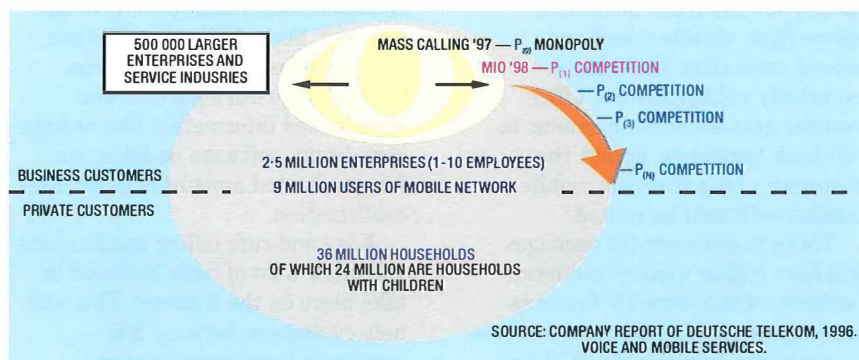 500 000 LARGER
ENTERPRISES AND
SERVICE INDUSRIES
MASS CALLING '97 — P(0) MONOPOLY
MIO '98 — P(1) COMPETITION
— P(2) COMPETITION
— P(3) COMPETITION
— P(N) COMPETITION
2·5 MILLION ENTERPRISES (1-10 EMPLOYEES)
BUSINESS CUSTOMERS
9 MILLION USERS OF MOBILE NETWORK
PRIVATE CUSTOMERS
36 MILLION HOUSEHOLDS
OF WHICH 24 MILLION ARE HOUSEHOLDS
WITH CHILDREN
SOURCE: COMPANY REPORT OF DEUTSCHE TELEKOM, 1996.
VOICE AND MOBILE SERVICES.